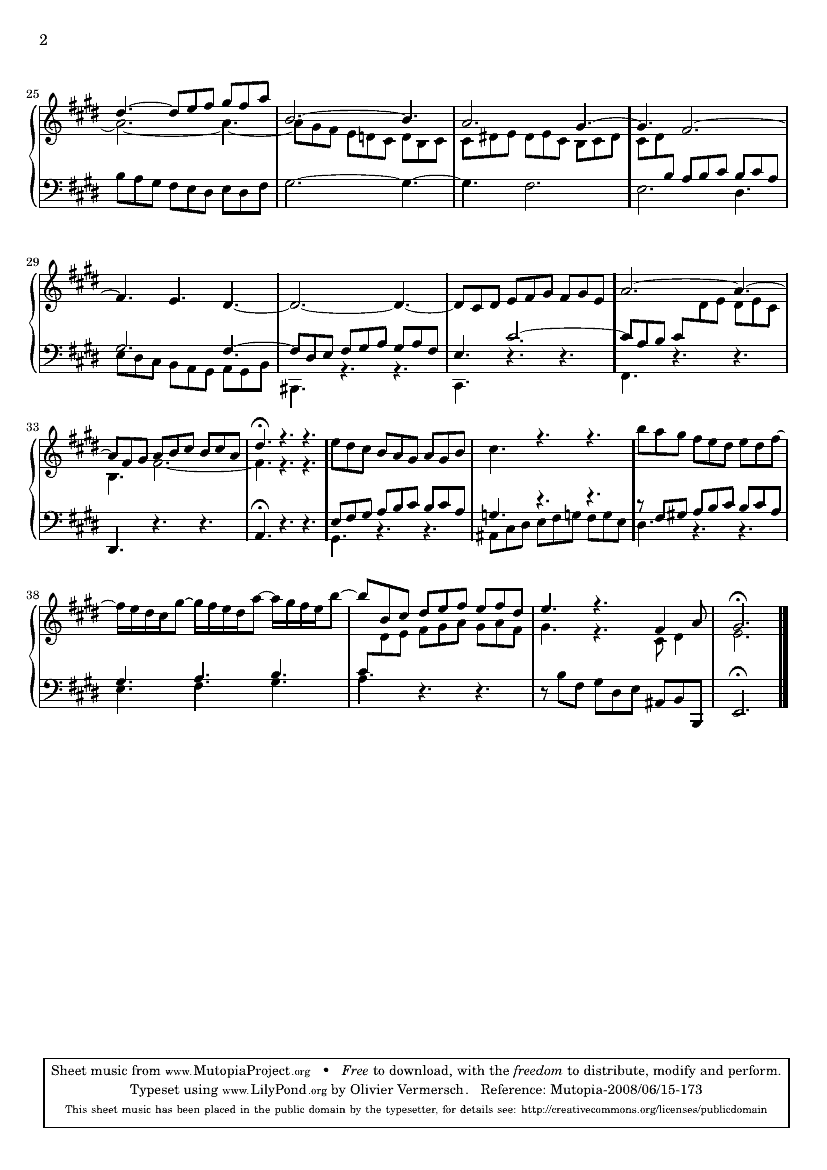 2
25
29
33
38
Sheet music from www.MutopiaProject.org • Free to download, with the freedom to distribute, modify and perform.
Typeset using www.LilyPond.org by Olivier Vermersch. Reference: Mutopia-2008/06/15-173
This sheet music has been placed in the public domain by the typesetter, for details see: http://creativecommons.org/licenses/publicdomain